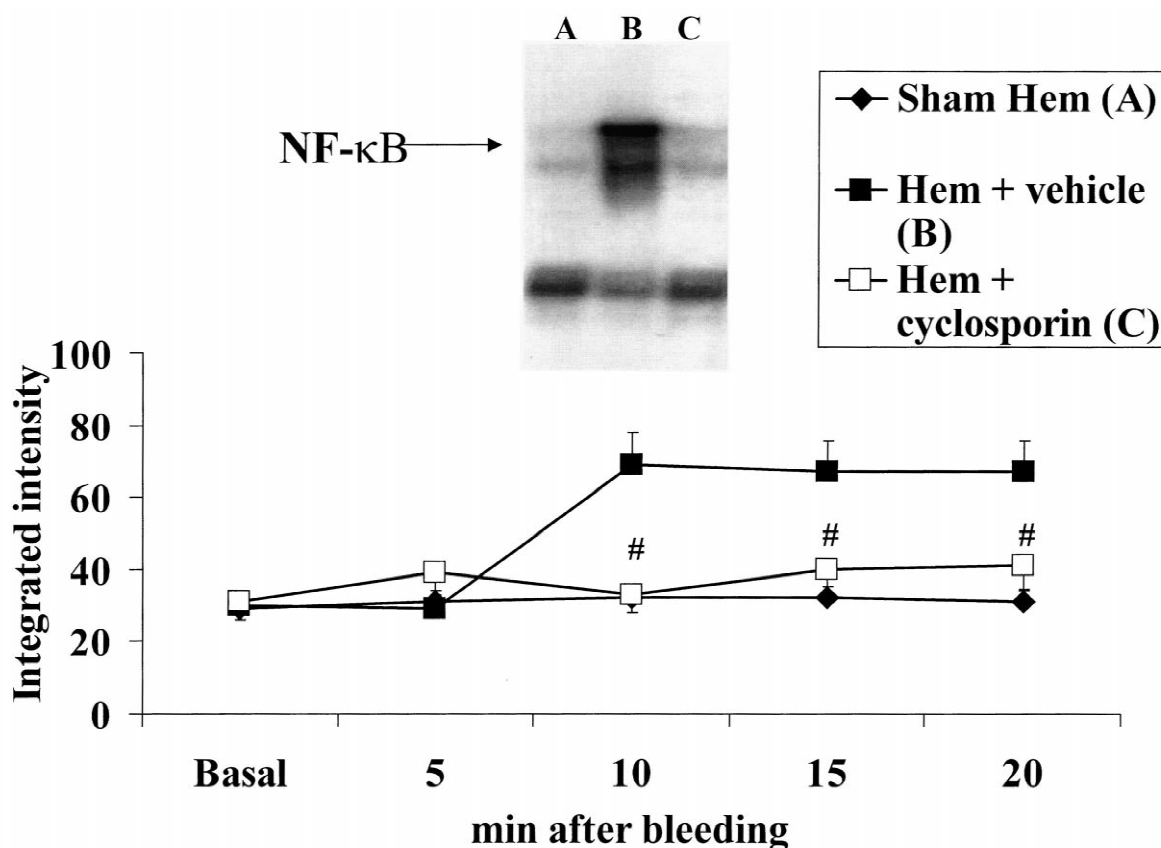 A B C
NF-κB
Sham Hem (A)
Hem + vehicle
(B)
Hem +
cyclosporin (C)
100
80
60
40
20
0
Integrated intensity
# # #
Basal 5 10 15 20
min after bleeding